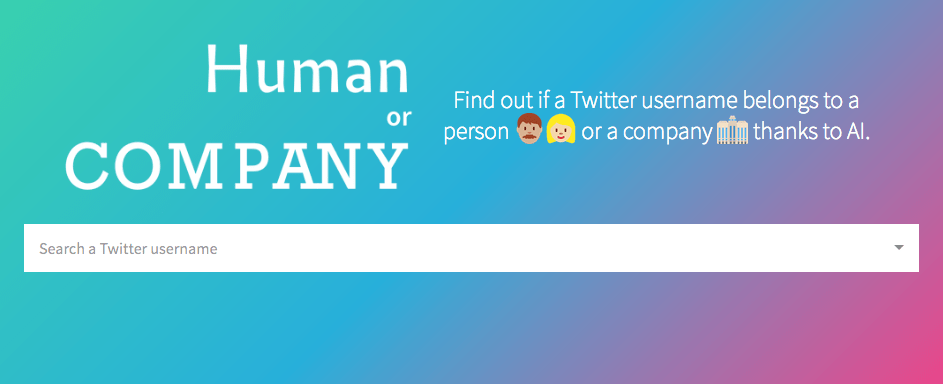 Human
or
COMPANY
Find out if a Twitter username belongs to a
person or a company thanks to AI.
Search a Twitter username